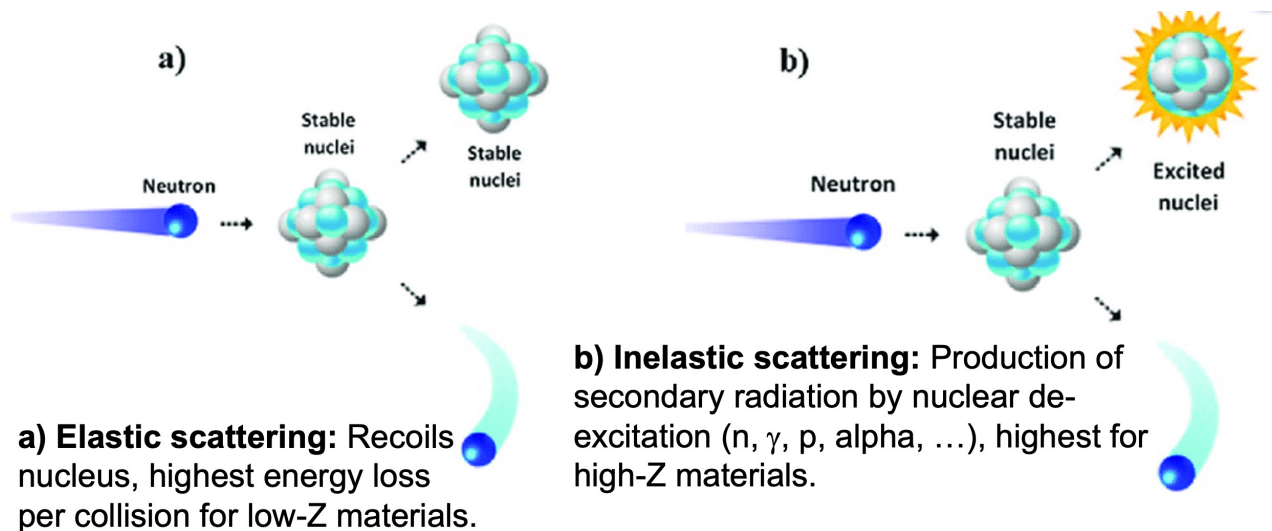 a)
Stable
nuclei
Stable
nuclei
Neutron
a) Elastic scattering: Recoils
nucleus, highest energy loss
per collision for low-Z materials.
b)
Stable
nuclei
Excited
nuclei
Neutron
b) Inelastic scattering: Production of
secondary radiation by nuclear de-
excitation (n, γ, p, alpha, …), highest for
high-Z materials.